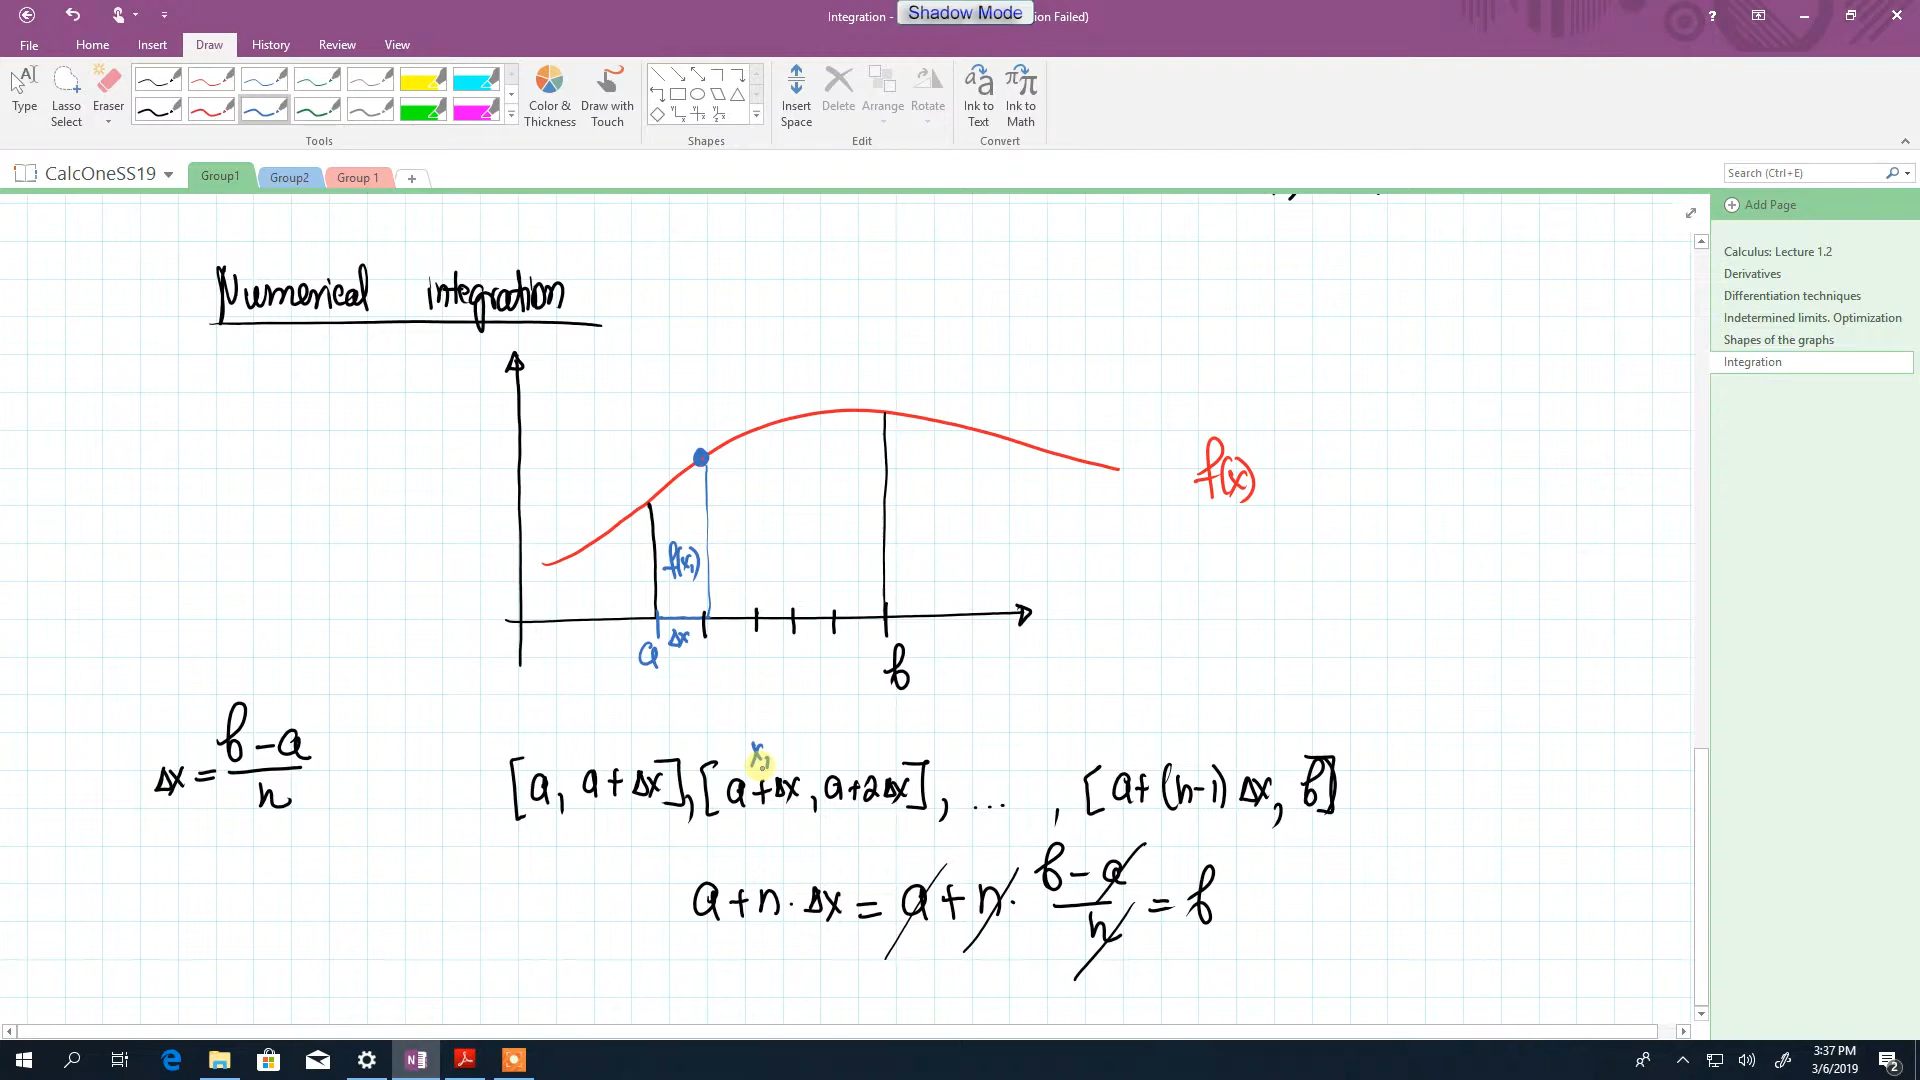 Integration - 
Shadow Mode
on Failed)
?
File Home Insert Draw History Review View
Type
Lasso Select
Eraser
Color & Thickness
Draw with Touch
Insert Space
Delete
Arrange
Rotate
Ink to Text
Ink to Math
Tools
Shapes
Edit
Convert
CalcOneSS19
Group1
Group2
Group 1
Search (Ctrl+E)
Add Page
Calculus: Lecture 1.2
Derivatives
Differentiation techniques
Indetermined limits. Optimization
Shapes of the graphs
Integration
Numerical integration
f(x)
f(x₁)
a Δx
b
Δx = (b-a)/n
x₁
[a, a+Δx], [a+Δx, a+2Δx], ... , [a+(n-1)Δx, b]
a+n·Δx = a+n·(b-a)/n = b
3:37 PM
3/6/2019
2